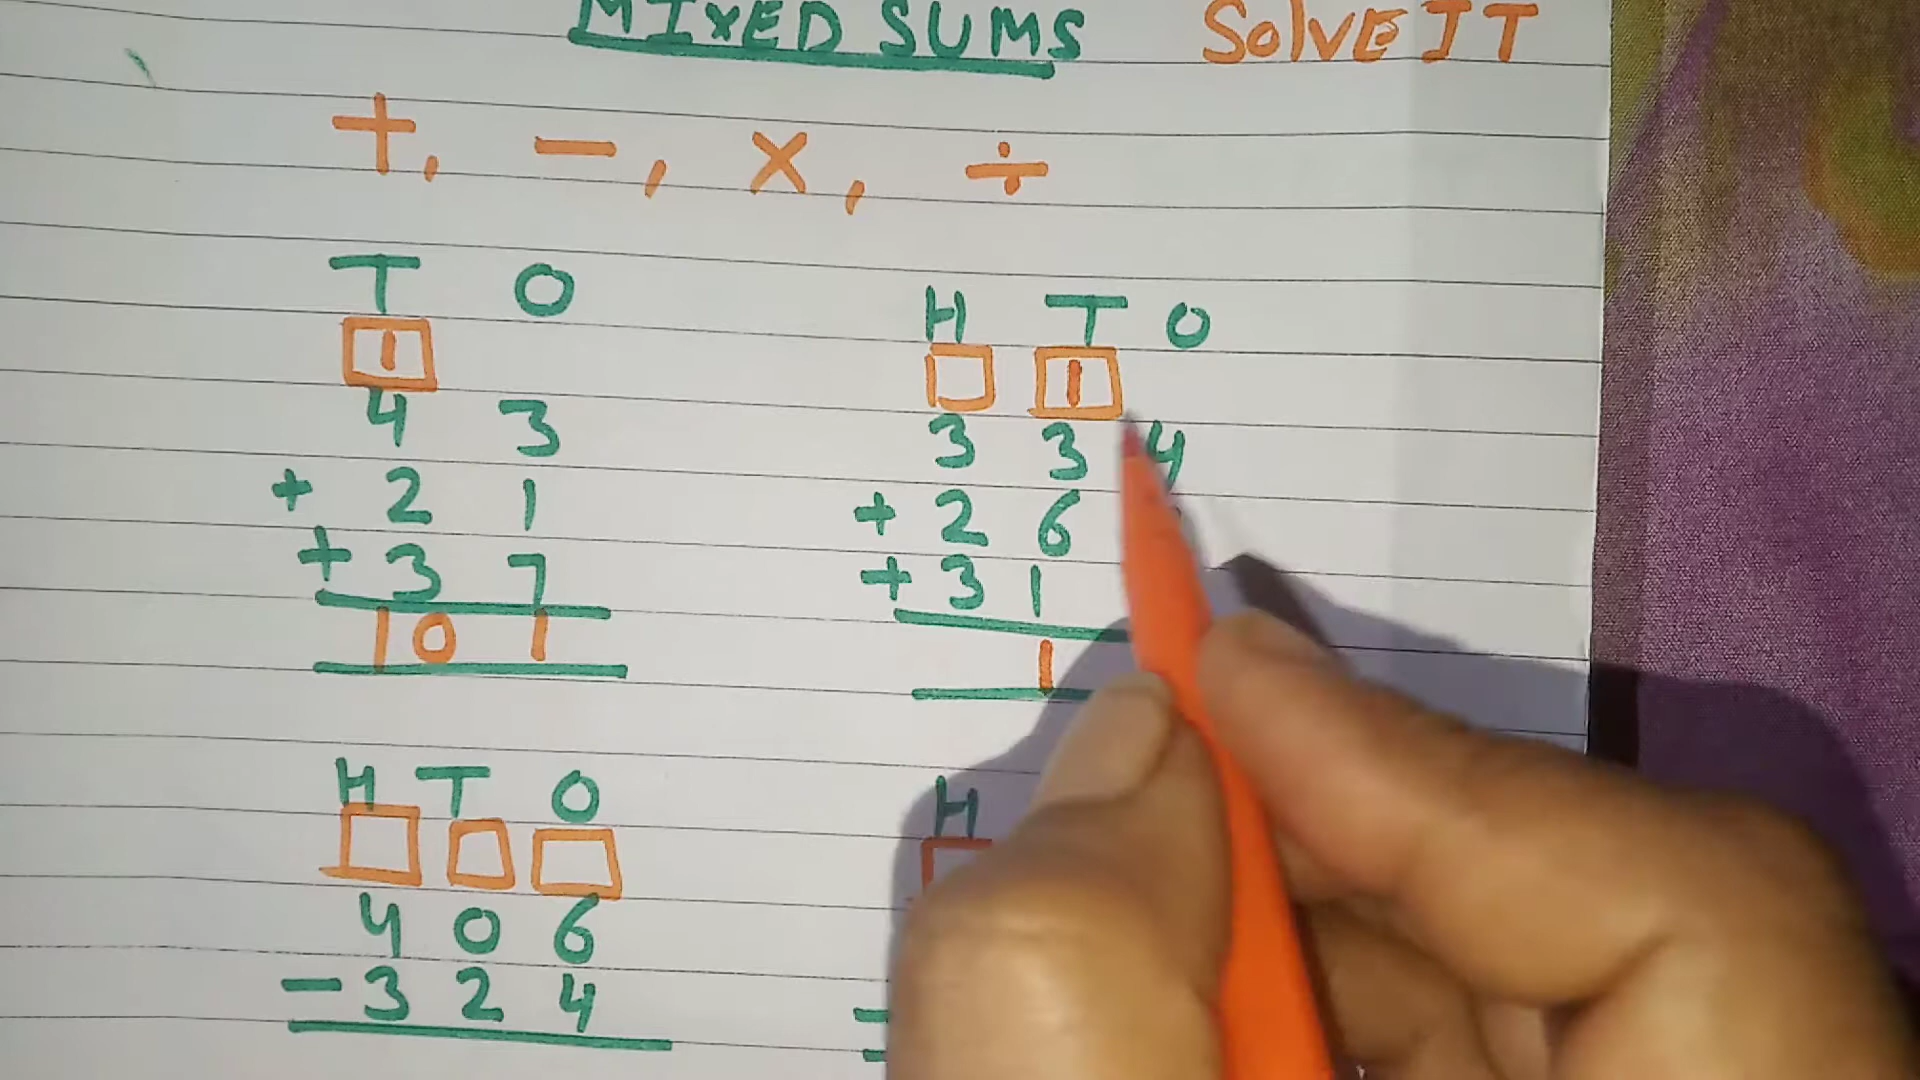 MIXED SUMS SOLVE IT
+, -, ×, ÷
T O
1
4 3
+ 2 1
+ 3 7
1 0 1
H T O
1
3 3 4
+ 2 6
+ 3 1
1
H T O
4 0 6
- 3 2 4
H